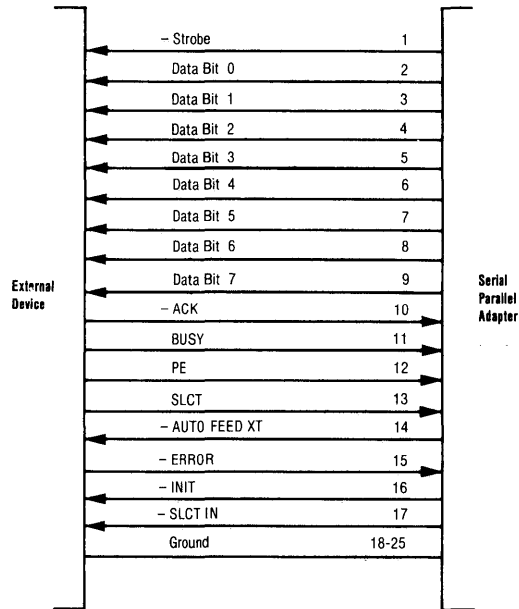 – Strobe 1
Data Bit 0 2
Data Bit 1 3
Data Bit 2 4
Data Bit 3 5
Data Bit 4 6
Data Bit 5 7
Data Bit 6 8
Data Bit 7 9
External
Device
Serial
Parallel
Adapter
– ACK 10
BUSY 11
PE 12
SLCT 13
– AUTO FEED XT 14
– ERROR 15
– INIT 16
– SLCT IN 17
Ground 18-25